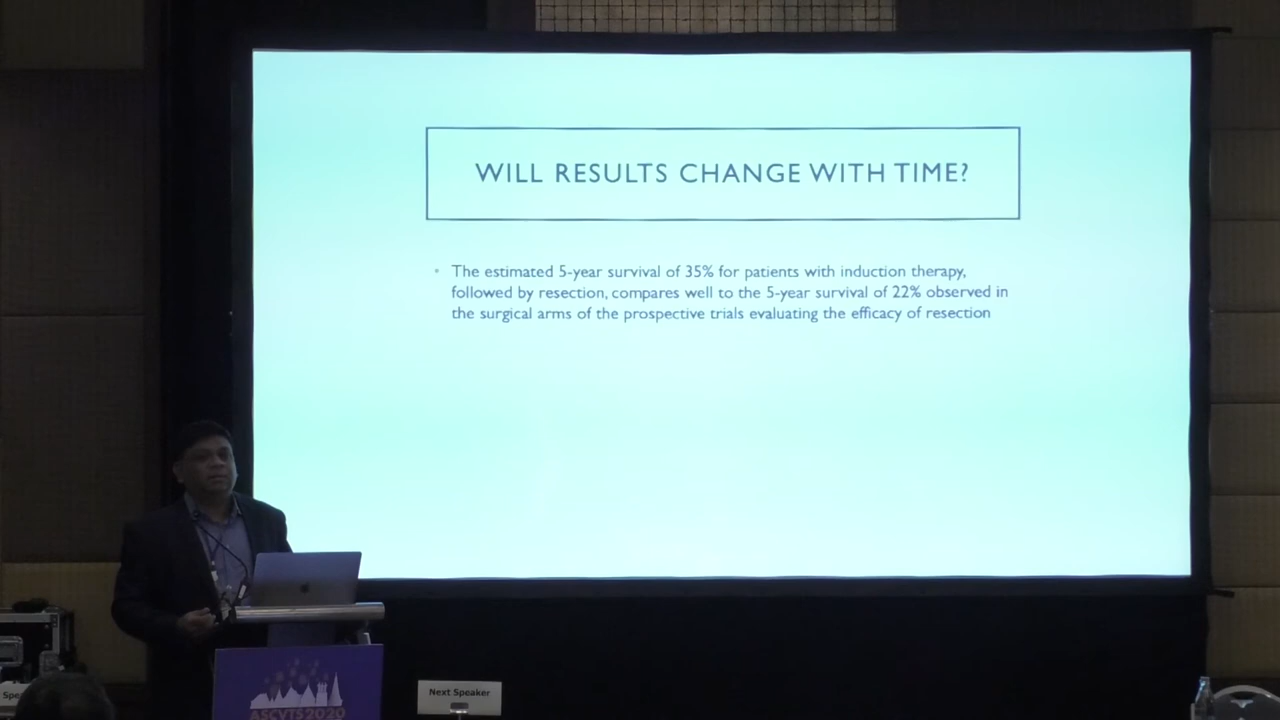 WILL RESULTS CHANGE WITH TIME?
• The estimated 5-year survival of 35% for patients with induction therapy,
followed by resection, compares well to the 5-year survival of 22% observed in
the surgical arms of the prospective trials evaluating the efficacy of resection
Next Speaker
ASCVTS2020